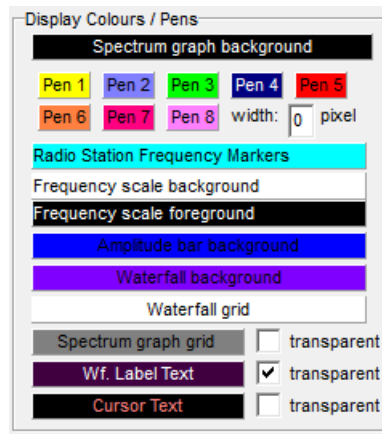 Display Colours / Pens
Spectrum graph background
Pen 1 Pen 2 Pen 3 Pen 4 Pen 5
Pen 6 Pen 7 Pen 8 width: 0 pixel
Radio Station Frequency Markers
Frequency scale background
Frequency scale foreground
Amplitude bar background
Waterfall background
Waterfall grid
Spectrum graph grid transparent
Wf. Label Text transparent
Cursor Text transparent